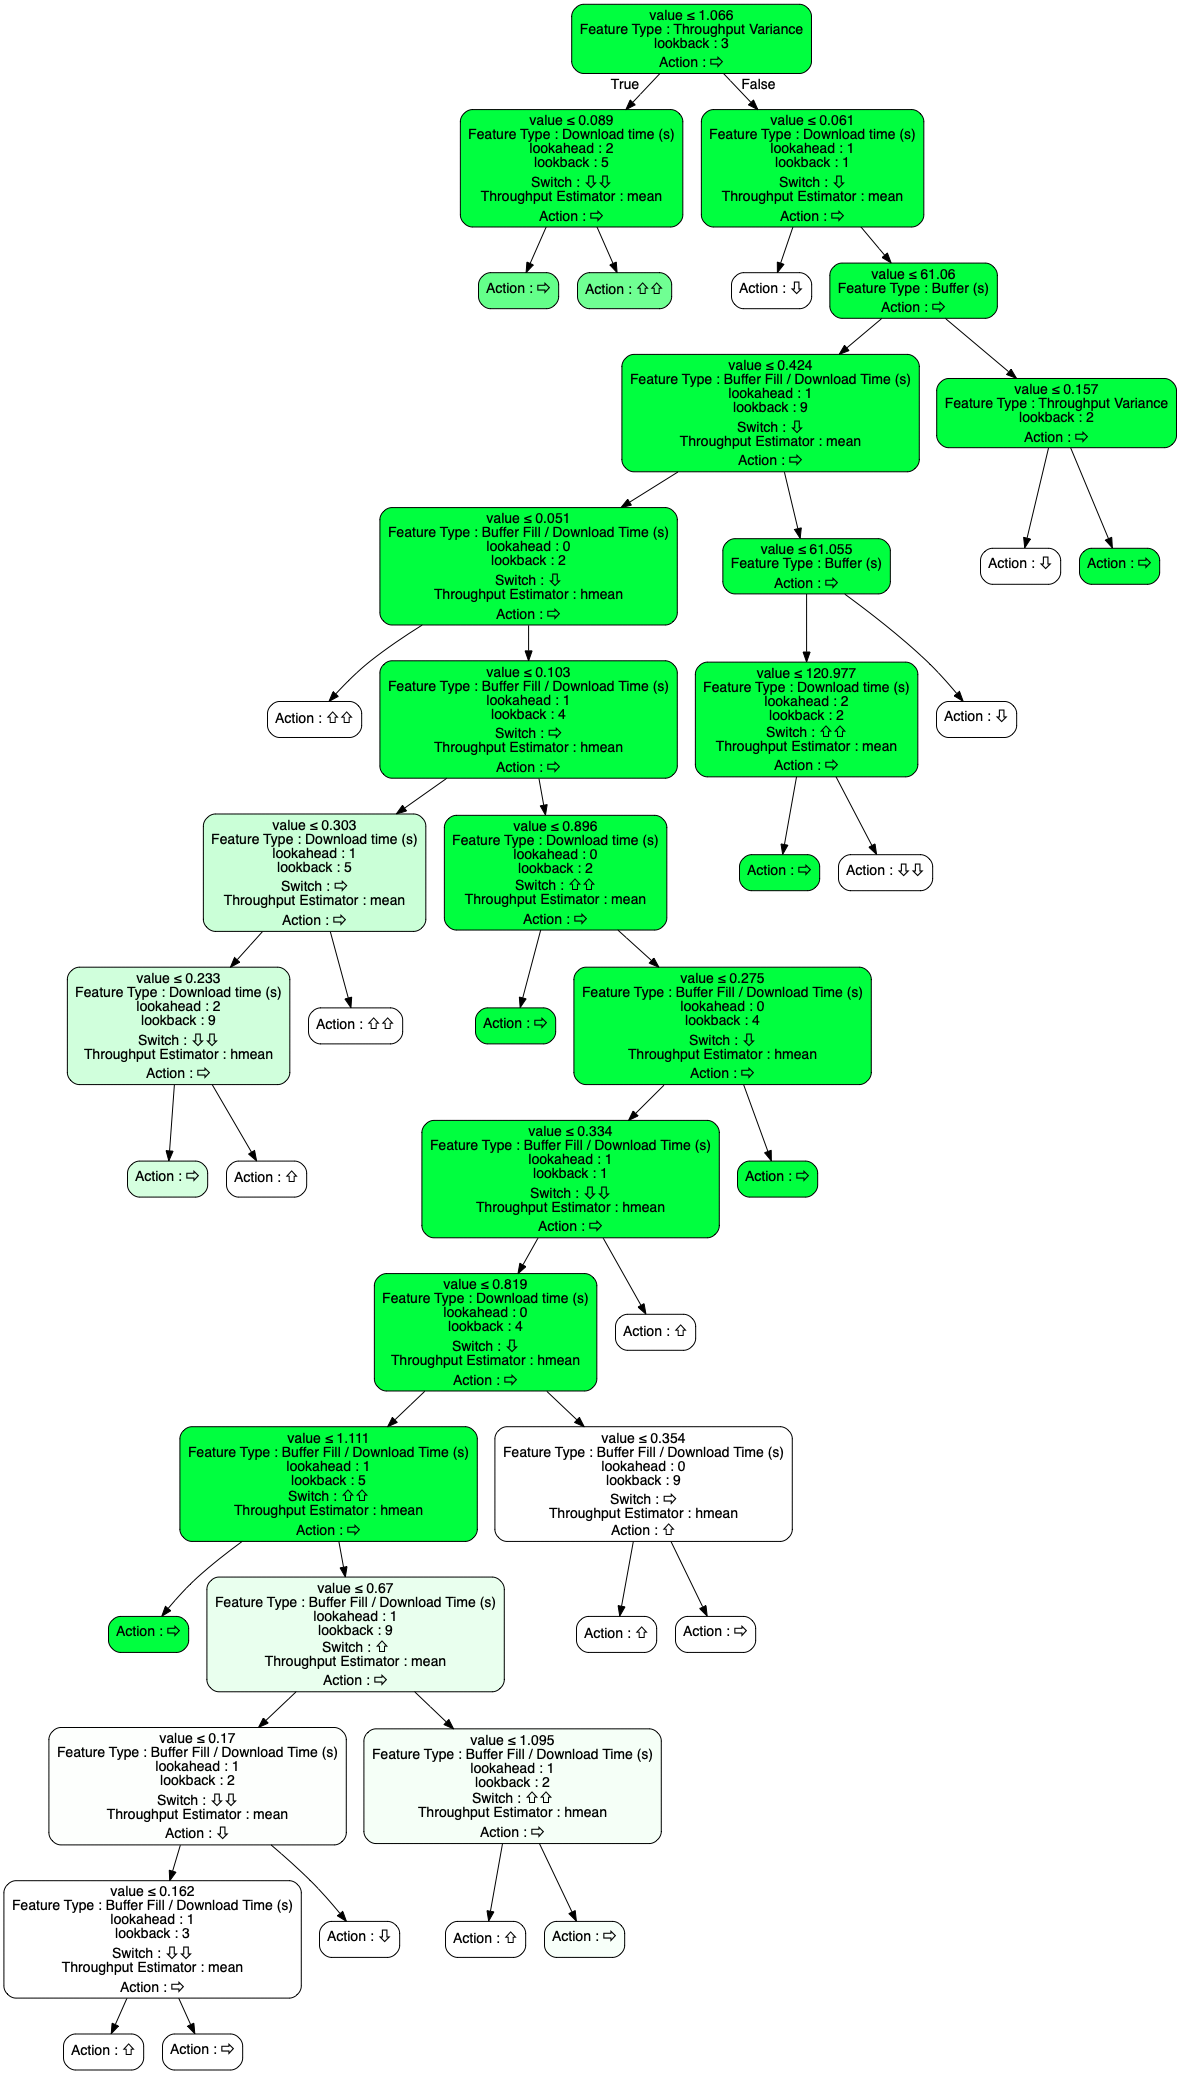 value ≤ 1.066
Feature Type : Throughput Variance
lookback : 3
Action : ⇨
True
False
value ≤ 0.089
Feature Type : Download time (s)
lookahead : 2
lookback : 5
Switch : ⇩⇩
Throughput Estimator : mean
Action : ⇨
value ≤ 0.061
Feature Type : Download time (s)
lookahead : 1
lookback : 1
Switch : ⇩
Throughput Estimator : mean
Action : ⇨
Action : ⇨
Action : ⇧⇧
Action : ⇩
value ≤ 61.06
Feature Type : Buffer (s)
Action : ⇨
value ≤ 0.424
Feature Type : Buffer Fill / Download Time (s)
lookahead : 1
lookback : 9
Switch : ⇩
Throughput Estimator : mean
Action : ⇨
value ≤ 0.157
Feature Type : Throughput Variance
lookback : 2
Action : ⇨
value ≤ 0.051
Feature Type : Buffer Fill / Download Time (s)
lookahead : 0
lookback : 2
Switch : ⇩
Throughput Estimator : hmean
Action : ⇨
value ≤ 61.055
Feature Type : Buffer (s)
Action : ⇨
Action : ⇩
Action : ⇨
Action : ⇧⇧
value ≤ 0.103
Feature Type : Buffer Fill / Download Time (s)
lookahead : 1
lookback : 4
Switch : ⇨
Throughput Estimator : hmean
Action : ⇨
value ≤ 120.977
Feature Type : Download time (s)
lookahead : 2
lookback : 2
Switch : ⇧⇧
Throughput Estimator : mean
Action : ⇨
Action : ⇩
value ≤ 0.303
Feature Type : Download time (s)
lookahead : 1
lookback : 5
Switch : ⇨
Throughput Estimator : mean
Action : ⇨
value ≤ 0.896
Feature Type : Download time (s)
lookahead : 0
lookback : 2
Switch : ⇧⇧
Throughput Estimator : mean
Action : ⇨
Action : ⇨
Action : ⇩⇩
value ≤ 0.233
Feature Type : Download time (s)
lookahead : 2
lookback : 9
Switch : ⇩⇩
Throughput Estimator : hmean
Action : ⇨
Action : ⇧⇧
Action : ⇨
value ≤ 0.275
Feature Type : Buffer Fill / Download Time (s)
lookahead : 0
lookback : 4
Switch : ⇩
Throughput Estimator : hmean
Action : ⇨
Action : ⇨
Action : ⇧
value ≤ 0.334
Feature Type : Buffer Fill / Download Time (s)
lookahead : 1
lookback : 1
Switch : ⇩⇩
Throughput Estimator : hmean
Action : ⇨
Action : ⇨
value ≤ 0.819
Feature Type : Download time (s)
lookahead : 0
lookback : 4
Switch : ⇩
Throughput Estimator : hmean
Action : ⇨
Action : ⇧
value ≤ 1.111
Feature Type : Buffer Fill / Download Time (s)
lookahead : 1
lookback : 5
Switch : ⇧⇧
Throughput Estimator : hmean
Action : ⇨
value ≤ 0.354
Feature Type : Buffer Fill / Download Time (s)
lookahead : 0
lookback : 9
Switch : ⇨
Throughput Estimator : hmean
Action : ⇧
Action : ⇨
value ≤ 0.67
Feature Type : Buffer Fill / Download Time (s)
lookahead : 1
lookback : 9
Switch : ⇧
Throughput Estimator : mean
Action : ⇨
Action : ⇧
Action : ⇨
value ≤ 0.17
Feature Type : Buffer Fill / Download Time (s)
lookahead : 1
lookback : 2
Switch : ⇩⇩
Throughput Estimator : mean
Action : ⇩
value ≤ 1.095
Feature Type : Buffer Fill / Download Time (s)
lookahead : 1
lookback : 2
Switch : ⇧⇧
Throughput Estimator : hmean
Action : ⇨
value ≤ 0.162
Feature Type : Buffer Fill / Download Time (s)
lookahead : 1
lookback : 3
Switch : ⇩⇩
Throughput Estimator : mean
Action : ⇨
Action : ⇩
Action : ⇧
Action : ⇨
Action : ⇧
Action : ⇨